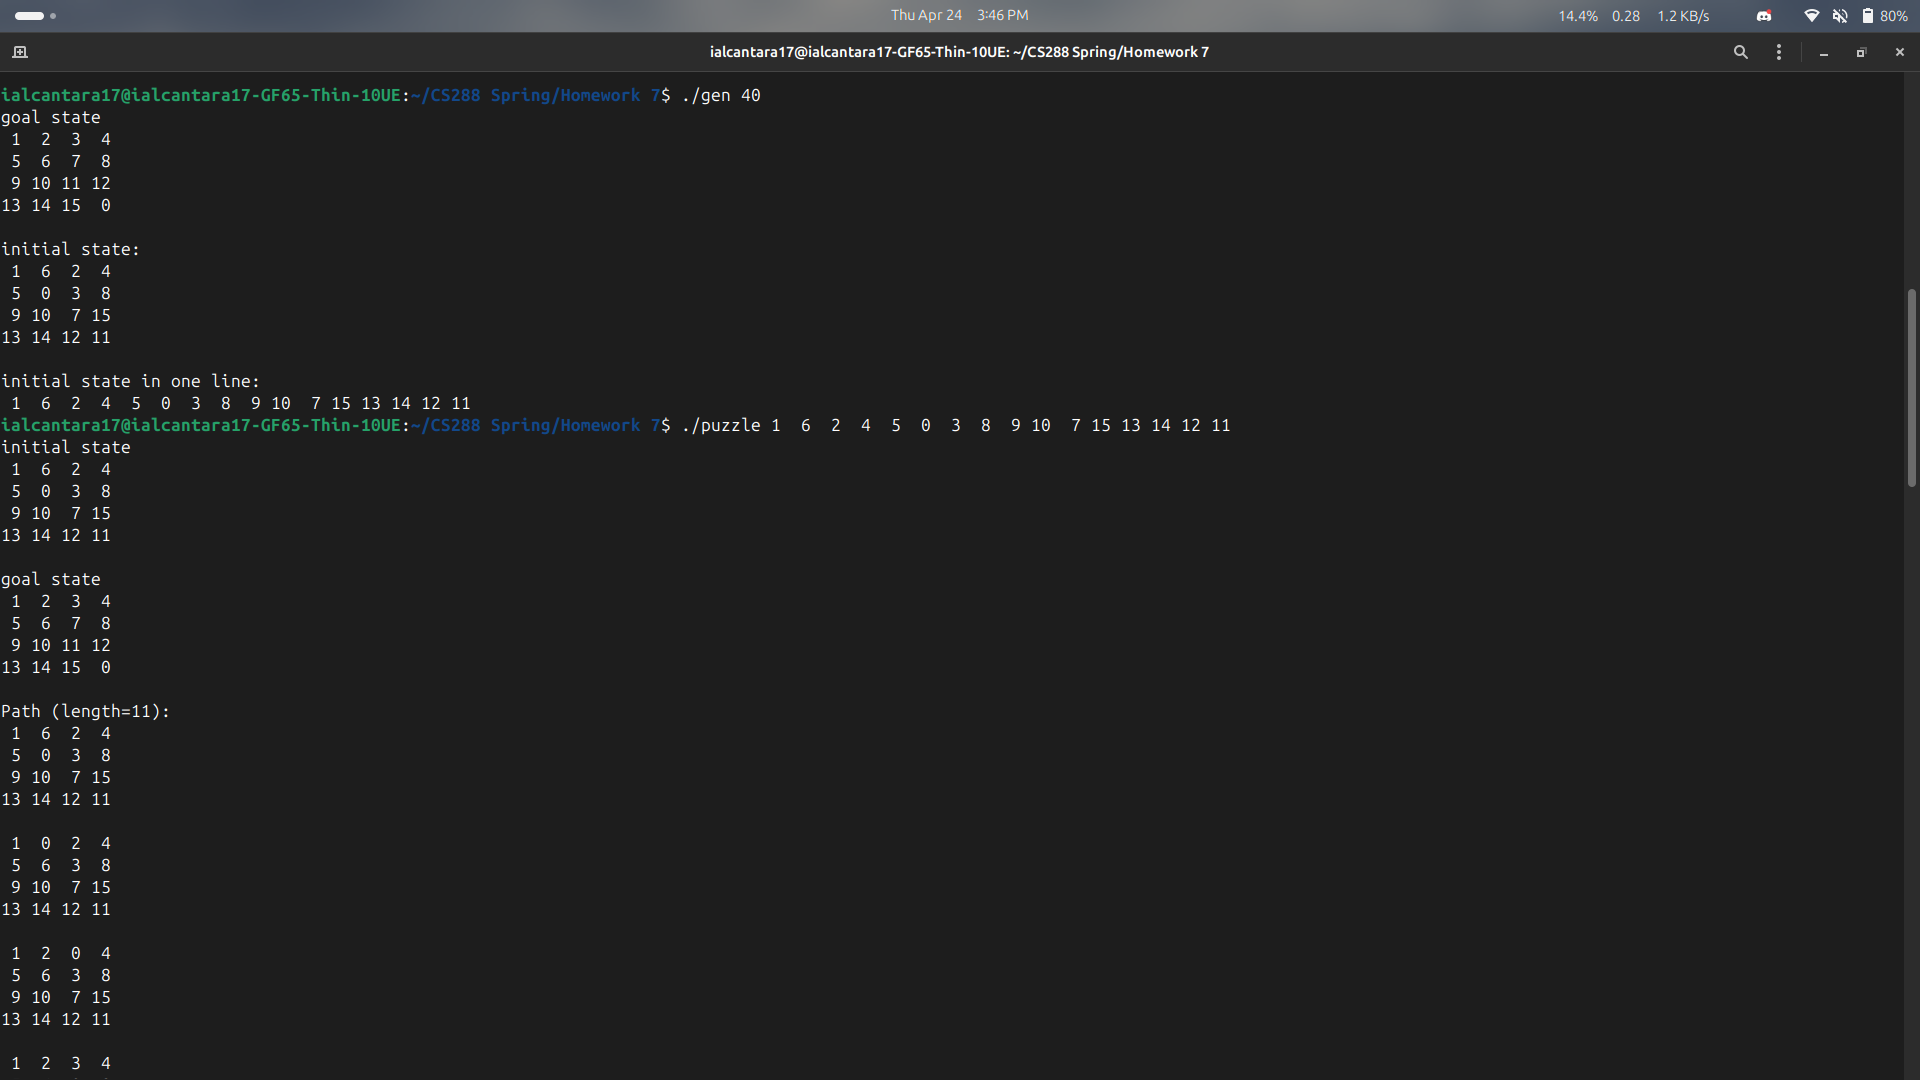 Thu Apr 24 3:46 PM 14.4% 0.28 1.2 KB/s 80%
ialcantara17@ialcantara17-GF65-Thin-10UE: ~/CS288 Spring/Homework 7
ialcantara17@ialcantara17-GF65-Thin-10UE:~/CS288 Spring/Homework 7$ ./gen 40
goal state
 1  2  3  4
 5  6  7  8
 9 10 11 12
13 14 15  0

initial state:
 1  6  2  4
 5  0  3  8
 9 10  7 15
13 14 12 11

initial state in one line:
 1  6  2  4  5  0  3  8  9 10  7 15 13 14 12 11
ialcantara17@ialcantara17-GF65-Thin-10UE:~/CS288 Spring/Homework 7$ ./puzzle 1  6  2  4  5  0  3  8  9 10  7 15 13 14 12 11
initial state
 1  6  2  4
 5  0  3  8
 9 10  7 15
13 14 12 11

goal state
 1  2  3  4
 5  6  7  8
 9 10 11 12
13 14 15  0

Path (length=11):
 1  6  2  4
 5  0  3  8
 9 10  7 15
13 14 12 11

 1  0  2  4
 5  6  3  8
 9 10  7 15
13 14 12 11

 1  2  0  4
 5  6  3  8
 9 10  7 15
13 14 12 11

 1  2  3  4